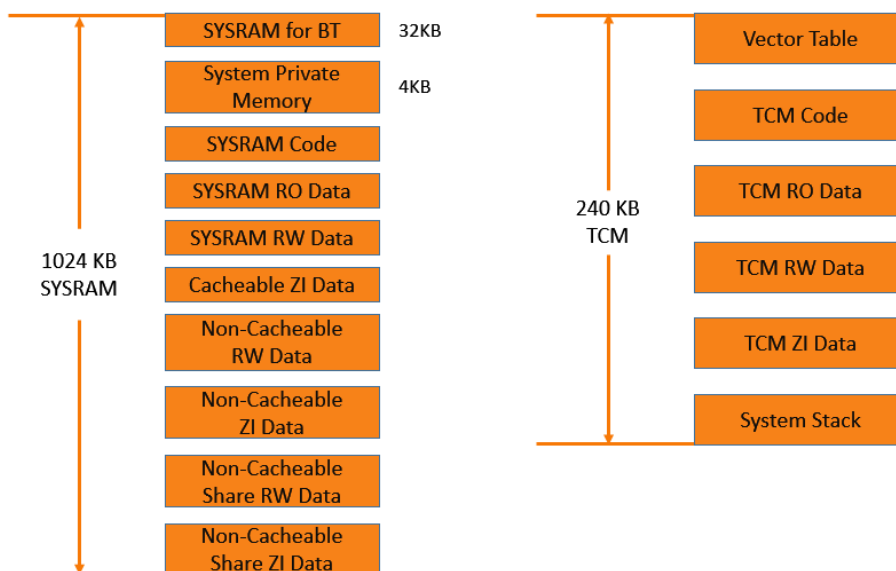 SYSRAM for BT
32KB
System Private
Memory
4KB
SYSRAM Code
SYSRAM RO Data
SYSRAM RW Data
1024 KB
SYSRAM
Cacheable ZI Data
Non-Cacheable
RW Data
Non-Cacheable
ZI Data
Non-Cacheable
Share RW Data
Non-Cacheable
Share ZI Data
Vector Table
TCM Code
TCM RO Data
240 KB
TCM
TCM RW Data
TCM ZI Data
System Stack